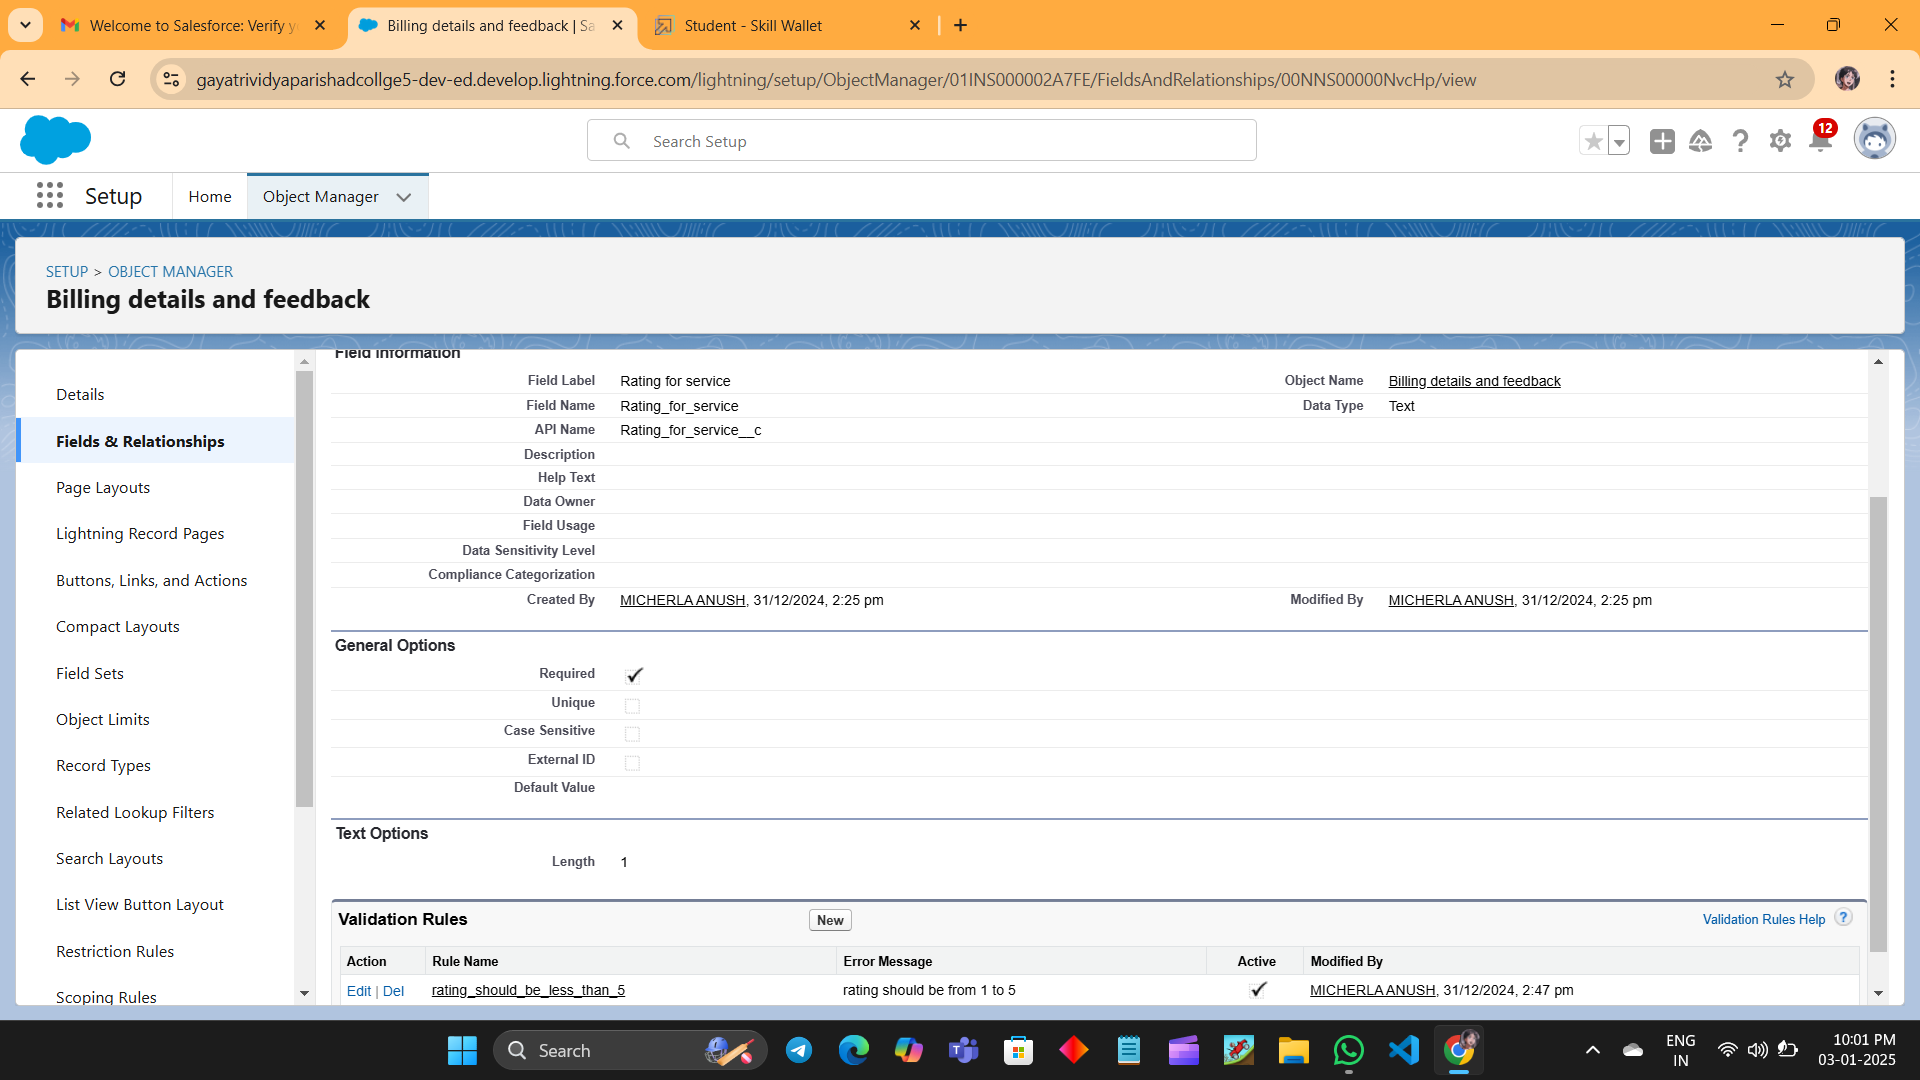 Welcome to Salesforce: Verify y
Billing details and feedback | Sa
Student - Skill Wallet
gayatrividyaparishadcollge5-dev-ed.develop.lightning.force.com/lightning/setup/ObjectManager/01INS000002A7FE/FieldsAndRelationships/00NNS00000NvcHp/view
Search Setup
12
Setup
Home
Object Manager
SETUP > OBJECT MANAGER
Billing details and feedback
Details
Fields & Relationships
Page Layouts
Lightning Record Pages
Buttons, Links, and Actions
Compact Layouts
Field Sets
Object Limits
Record Types
Related Lookup Filters
Search Layouts
List View Button Layout
Restriction Rules
Scoping Rules
Field Information
Field Label Rating for service Object Name Billing details and feedback
Field Name Rating_for_service Data Type Text
API Name Rating_for_service__c
Description
Help Text
Data Owner
Field Usage
Data Sensitivity Level
Compliance Categorization
Created By MICHERLA ANUSH, 31/12/2024, 2:25 pm Modified By MICHERLA ANUSH, 31/12/2024, 2:25 pm
General Options
Required
Unique
Case Sensitive
External ID
Default Value
Text Options
Length 1
Validation Rules New Validation Rules Help ?
Action Rule Name Error Message Active Modified By
Edit | Del rating_should_be_less_than_5 rating should be from 1 to 5 MICHERLA ANUSH, 31/12/2024, 2:47 pm
Search
ENG
IN
10:01 PM
03-01-2025